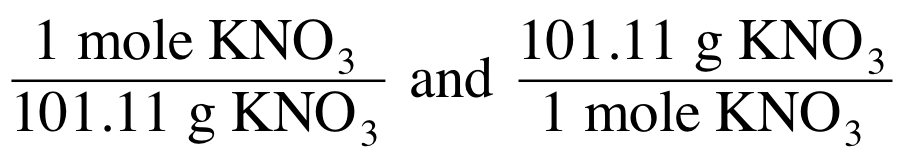 1 mole KNO₃ / 101.11 g KNO₃ and 101.11 g KNO₃ / 1 mole KNO₃